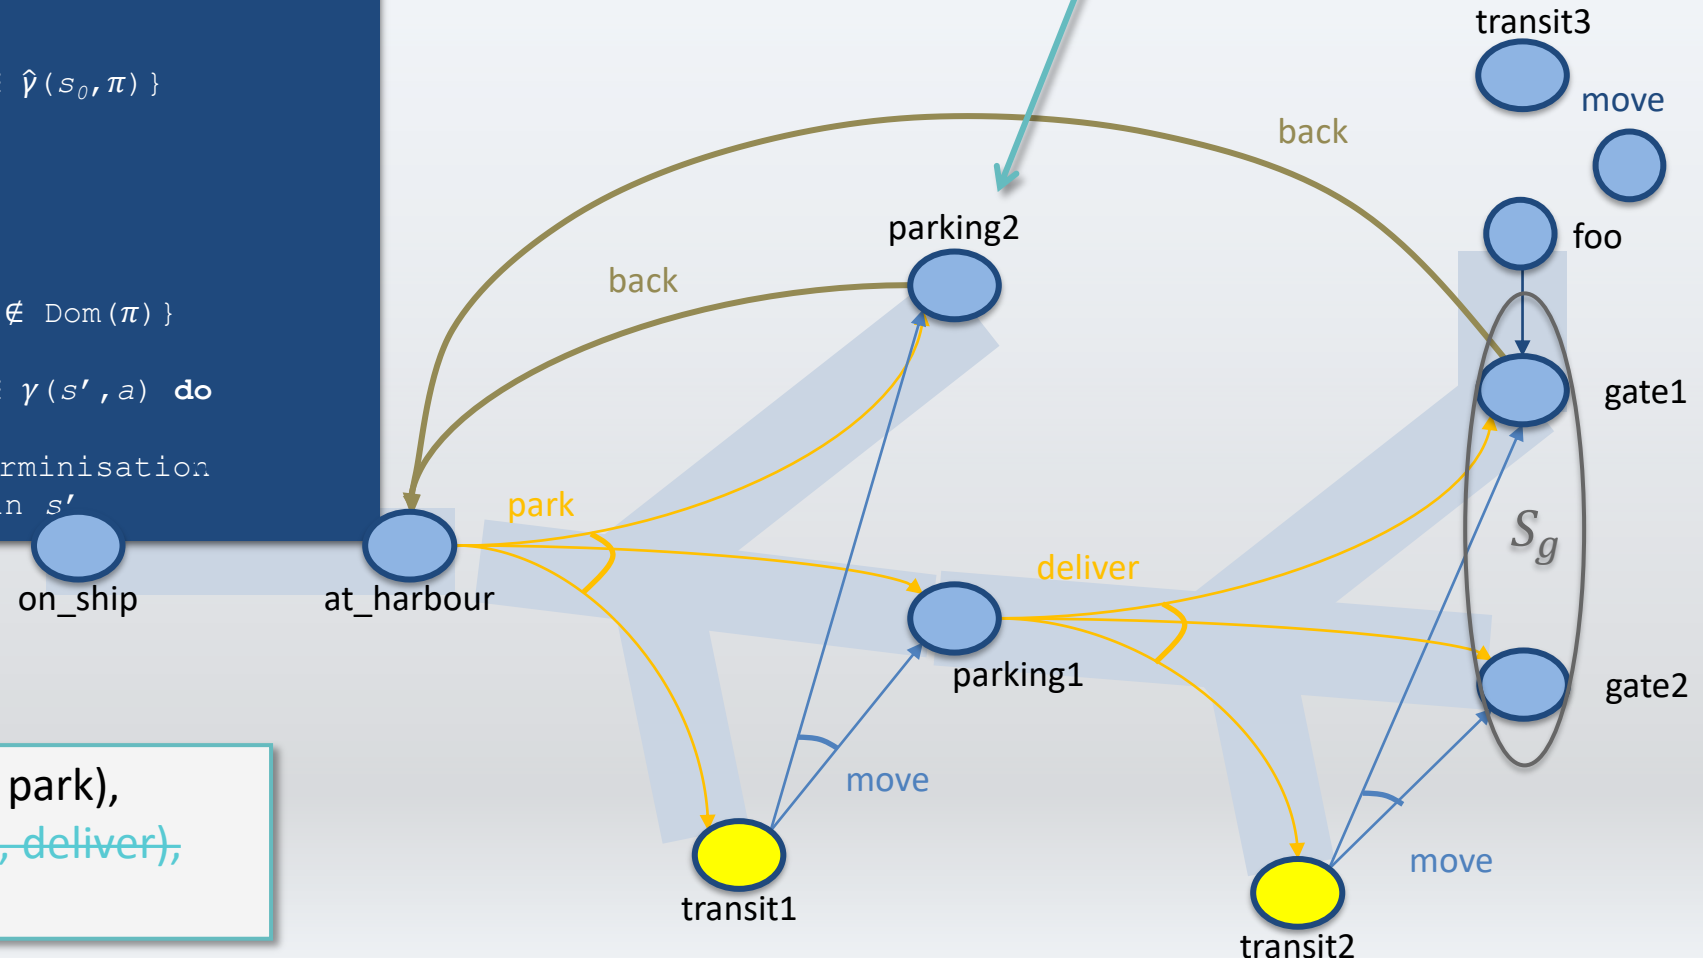 γ̂(s₀,π)}
∉ Dom(π)}
γ(s′,a) do
rminisation
n s′
on_ship
at_harbour
park
back
back
parking2
parking1
deliver
move
transit1
move
transit2
transit3
move
foo
gate1
S_g
gate2
park),
, deliver),